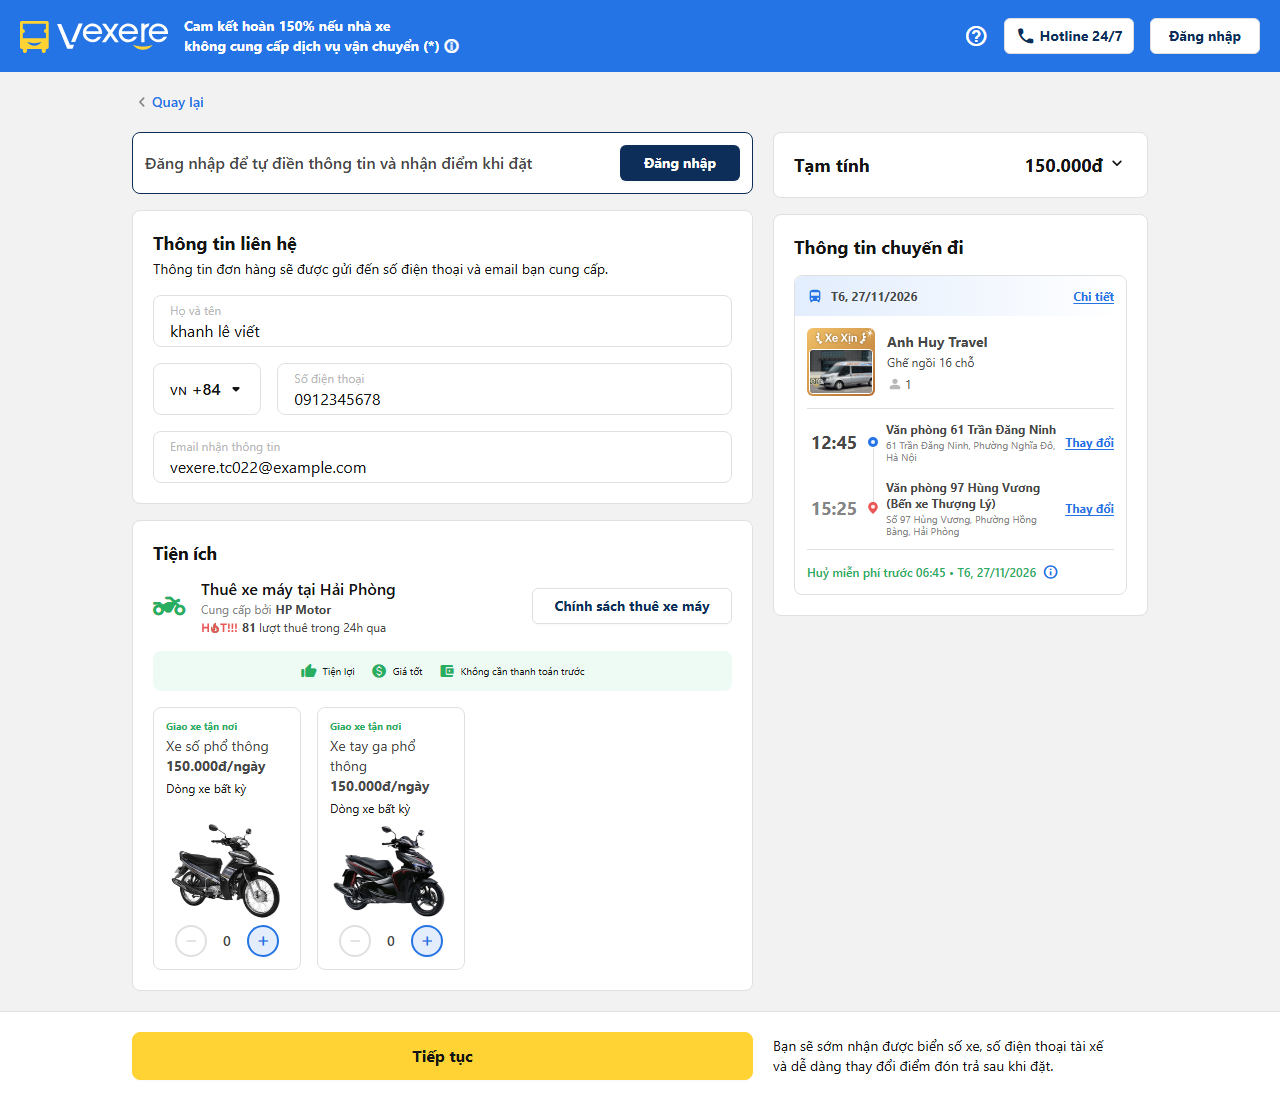 vexere
Cam kết hoàn 150% nếu nhà xe
không cung cấp dịch vụ vận chuyển (*)
Hotline 24/7
Đăng nhập
Quay lại
Đăng nhập để tự điền thông tin và nhận điểm khi đặt
Đăng nhập
Thông tin liên hệ
Thông tin đơn hàng sẽ được gửi đến số điện thoại và email bạn cung cấp.
Họ và tên
khanh lê viết
VN +84
Số điện thoại
0912345678
Email nhận thông tin
vexere.tc022@example.com
Tiện ích
Thuê xe máy tại Hải Phòng
Cung cấp bởi HP Motor
HOT!!! 81 lượt thuê trong 24h qua
Chính sách thuê xe máy
Tiện lợi
Giá tốt
Không cần thanh toán trước
Giao xe tận nơi
Xe số phổ thông
150.000đ/ngày
Dòng xe bất kỳ
0
Giao xe tận nơi
Xe tay ga phổ
thông
150.000đ/ngày
Dòng xe bất kỳ
0
Tạm tính
150.000đ
Thông tin chuyến đi
T6, 27/11/2026
Chi tiết
Xe Xịn
Anh Huy Travel
Ghế ngồi 16 chỗ
1
12:45
Văn phòng 61 Trần Đăng Ninh
61 Trần Đăng Ninh, Phường Nghĩa Đô,
Hà Nội
Thay đổi
15:25
Văn phòng 97 Hùng Vương
(Bến xe Thượng Lý)
Số 97 Hùng Vương, Phường Hồng
Bàng, Hải Phòng
Thay đổi
Huỷ miễn phí trước 06:45 • T6, 27/11/2026
Tiếp tục
Bạn sẽ sớm nhận được biển số xe, số điện thoại tài xế
và dễ dàng thay đổi điểm đón trả sau khi đặt.